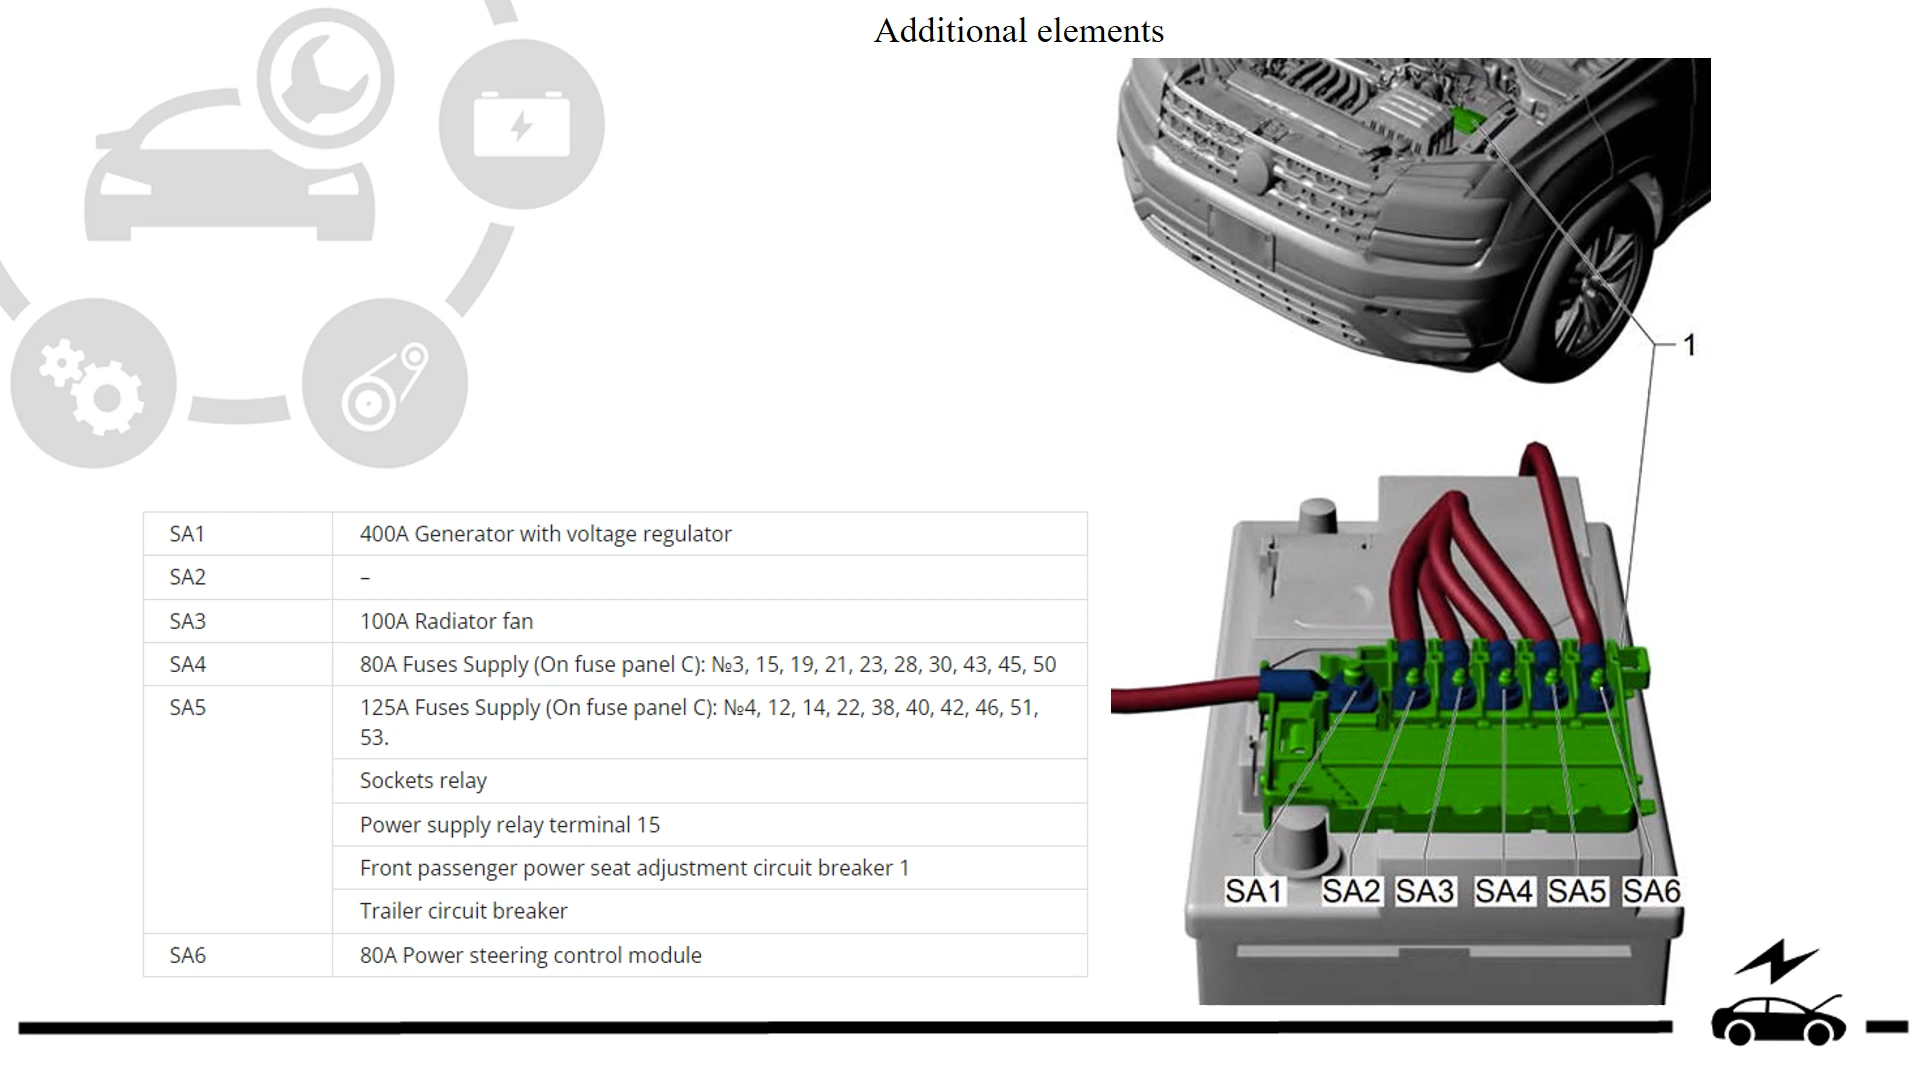 Additional elements
1
SA1 400A Generator with voltage regulator
SA2 –
SA3 100A Radiator fan
SA4 80A Fuses Supply (On fuse panel C): №3, 15, 19, 21, 23, 28, 30, 43, 45, 50
SA5 125A Fuses Supply (On fuse panel C): №4, 12, 14, 22, 38, 40, 42, 46, 51,
53.
Sockets relay
Power supply relay terminal 15
Front passenger power seat adjustment circuit breaker 1
Trailer circuit breaker
SA6 80A Power steering control module
SA1 SA2 SA3 SA4 SA5 SA6